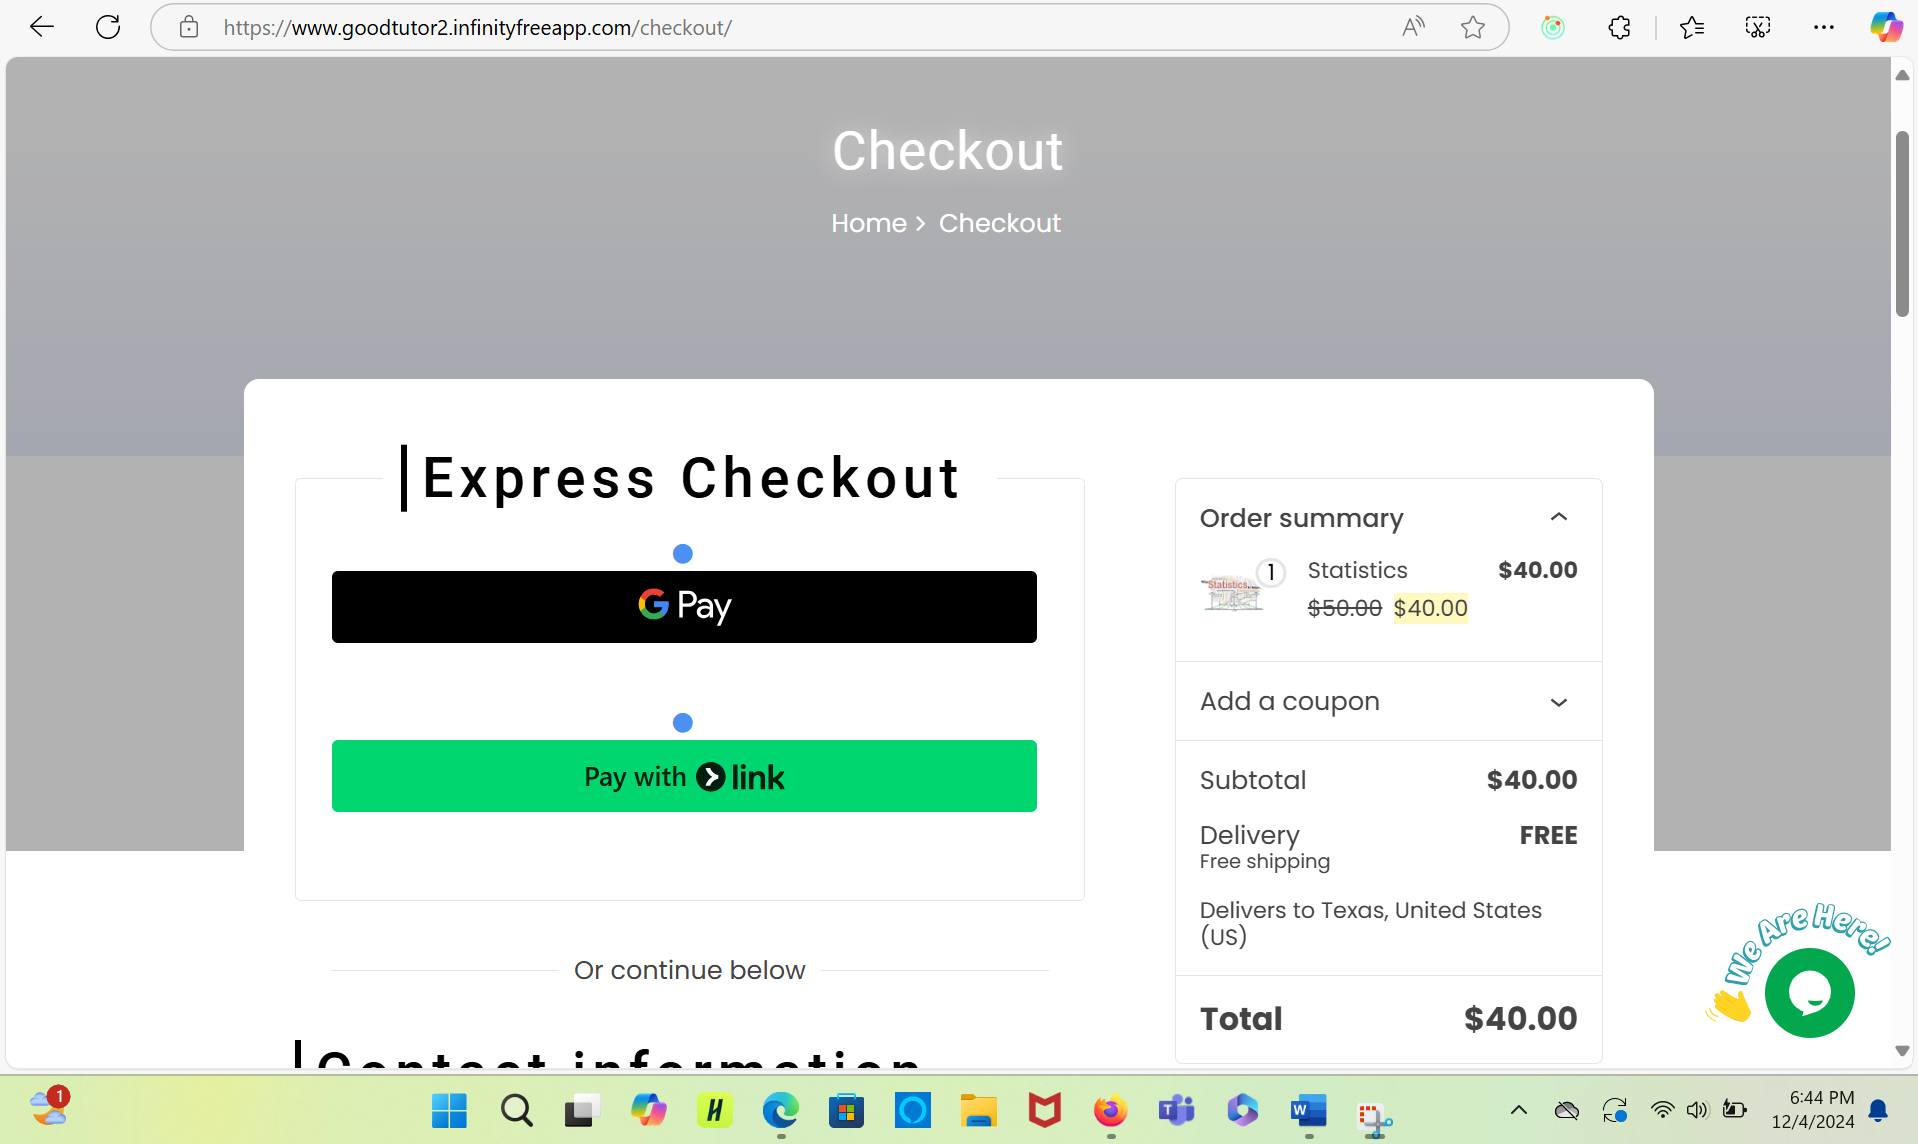 https://www.goodtutor2.infinityfreeapp.com/checkout/
Checkout
Home > Checkout
Express Checkout
G Pay
Pay with link
Or continue below
Contact information
Order summary
1
Statistics $40.00
Statistics
$50.00 $40.00
Add a coupon
Subtotal $40.00
Delivery FREE
Free shipping
Delivers to Texas, United States
(US)
Total $40.00
We Are Here!
1
6:44 PM
12/4/2024